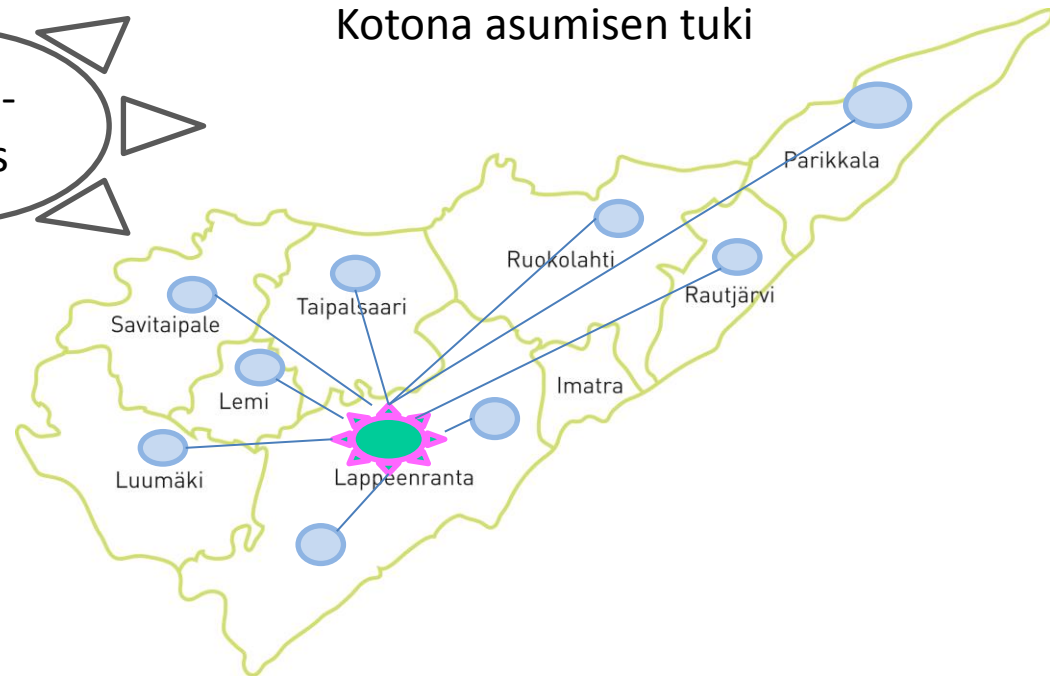 Kotona asumisen tuki
-
s
Parikkala
Ruokolahti
Rautjärvi
Taipalsaari
Savitaipale
Imatra
Lemi
Lappeenranta
Luumäki